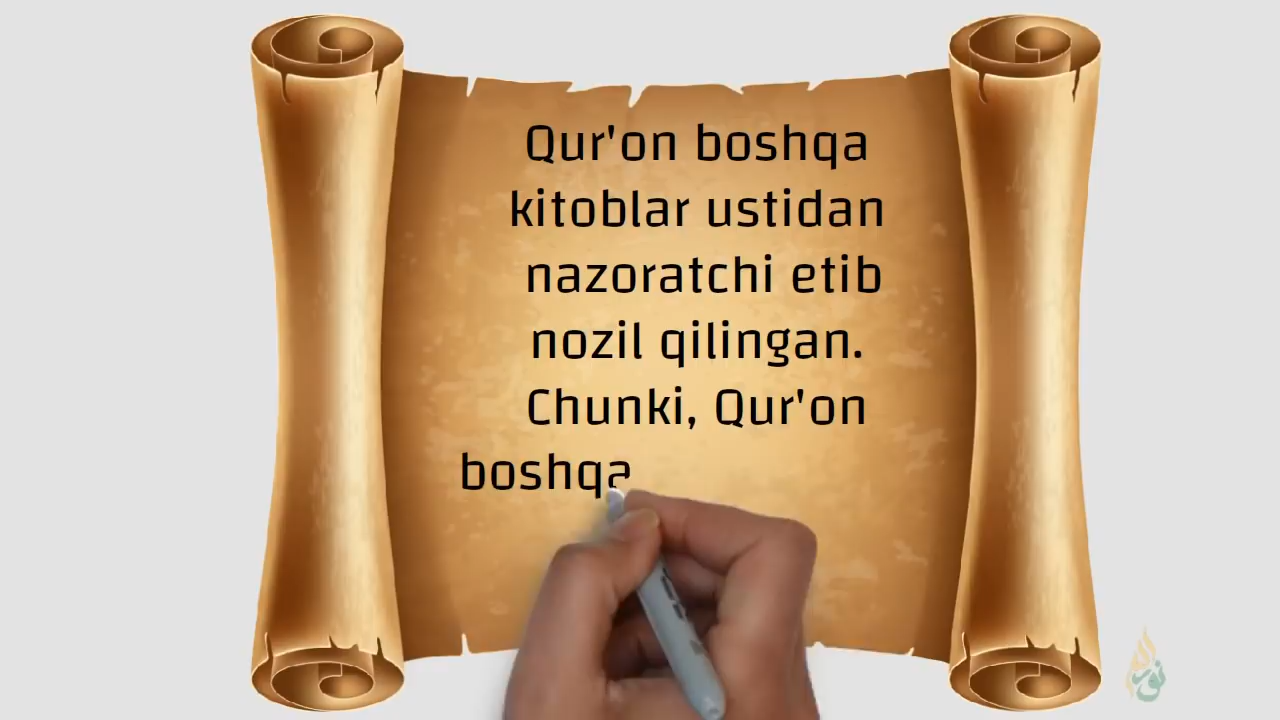 Qur'on boshqa
kitoblar ustidan
nazoratchi etib
nozil qilingan.
Chunki, Qur'on
boshqa